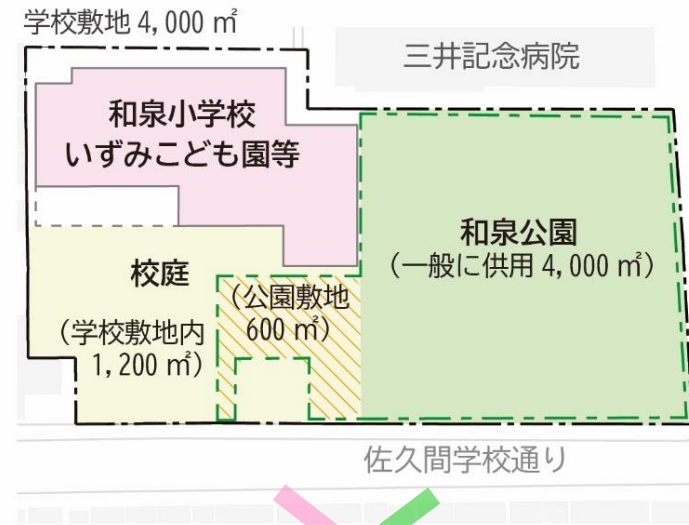 学校敷地 4,000 ㎡
三井記念病院
和泉小学校
いずみこども園等
和泉公園
(一般に供用 4,000 ㎡)
校庭
(学校敷地内
1,200 ㎡)
(公園敷地
600 ㎡)
佐久間学校通り